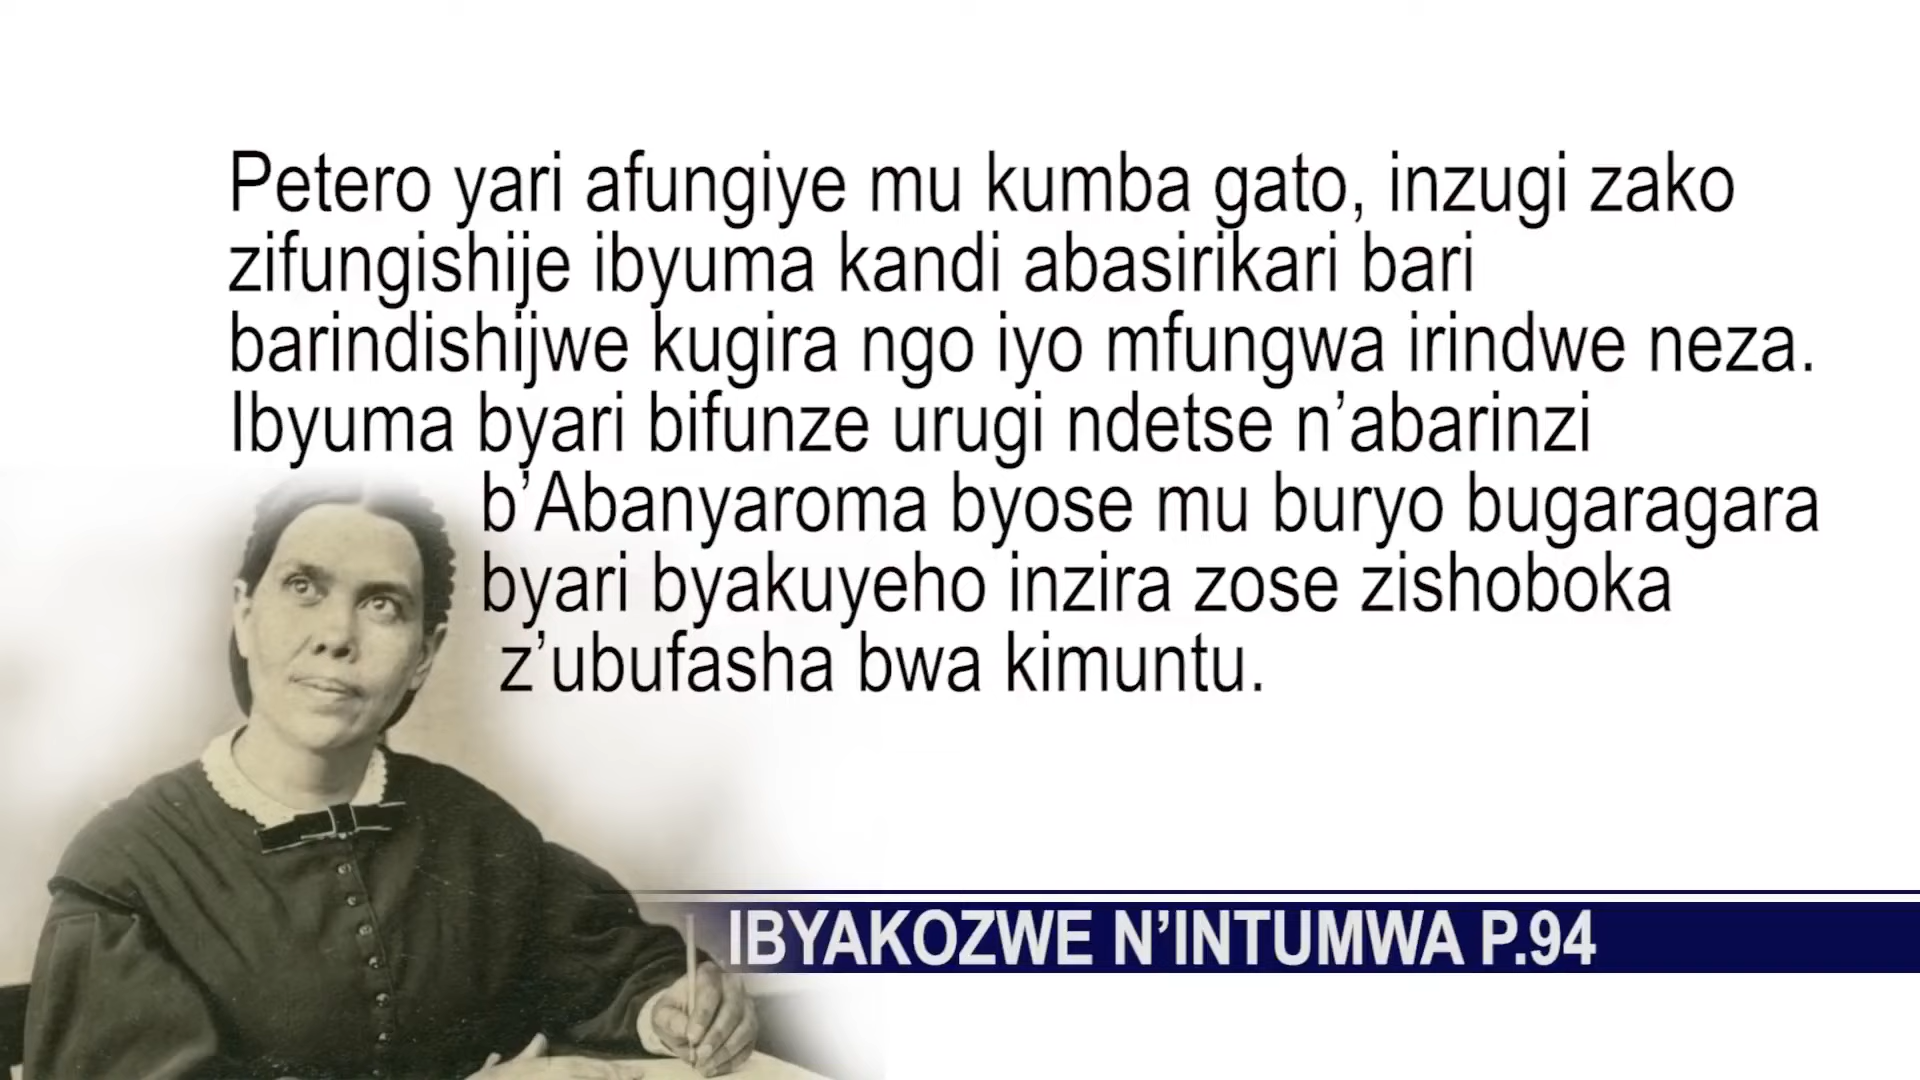 Petero yari afungiye mu kumba gato, inzugi zako
zifungishije ibyuma kandi abasirikari bari
barindishijwe kugira ngo iyo mfungwa irindwe neza.
Ibyuma byari bifunze urugi ndetse n’abarinzi
b’Abanyaroma byose mu buryo bugaragara
byari byakuyeho inzira zose zishoboka
z’ubufasha bwa kimuntu.
IBYAKOZWE N’INTUMWA P.94